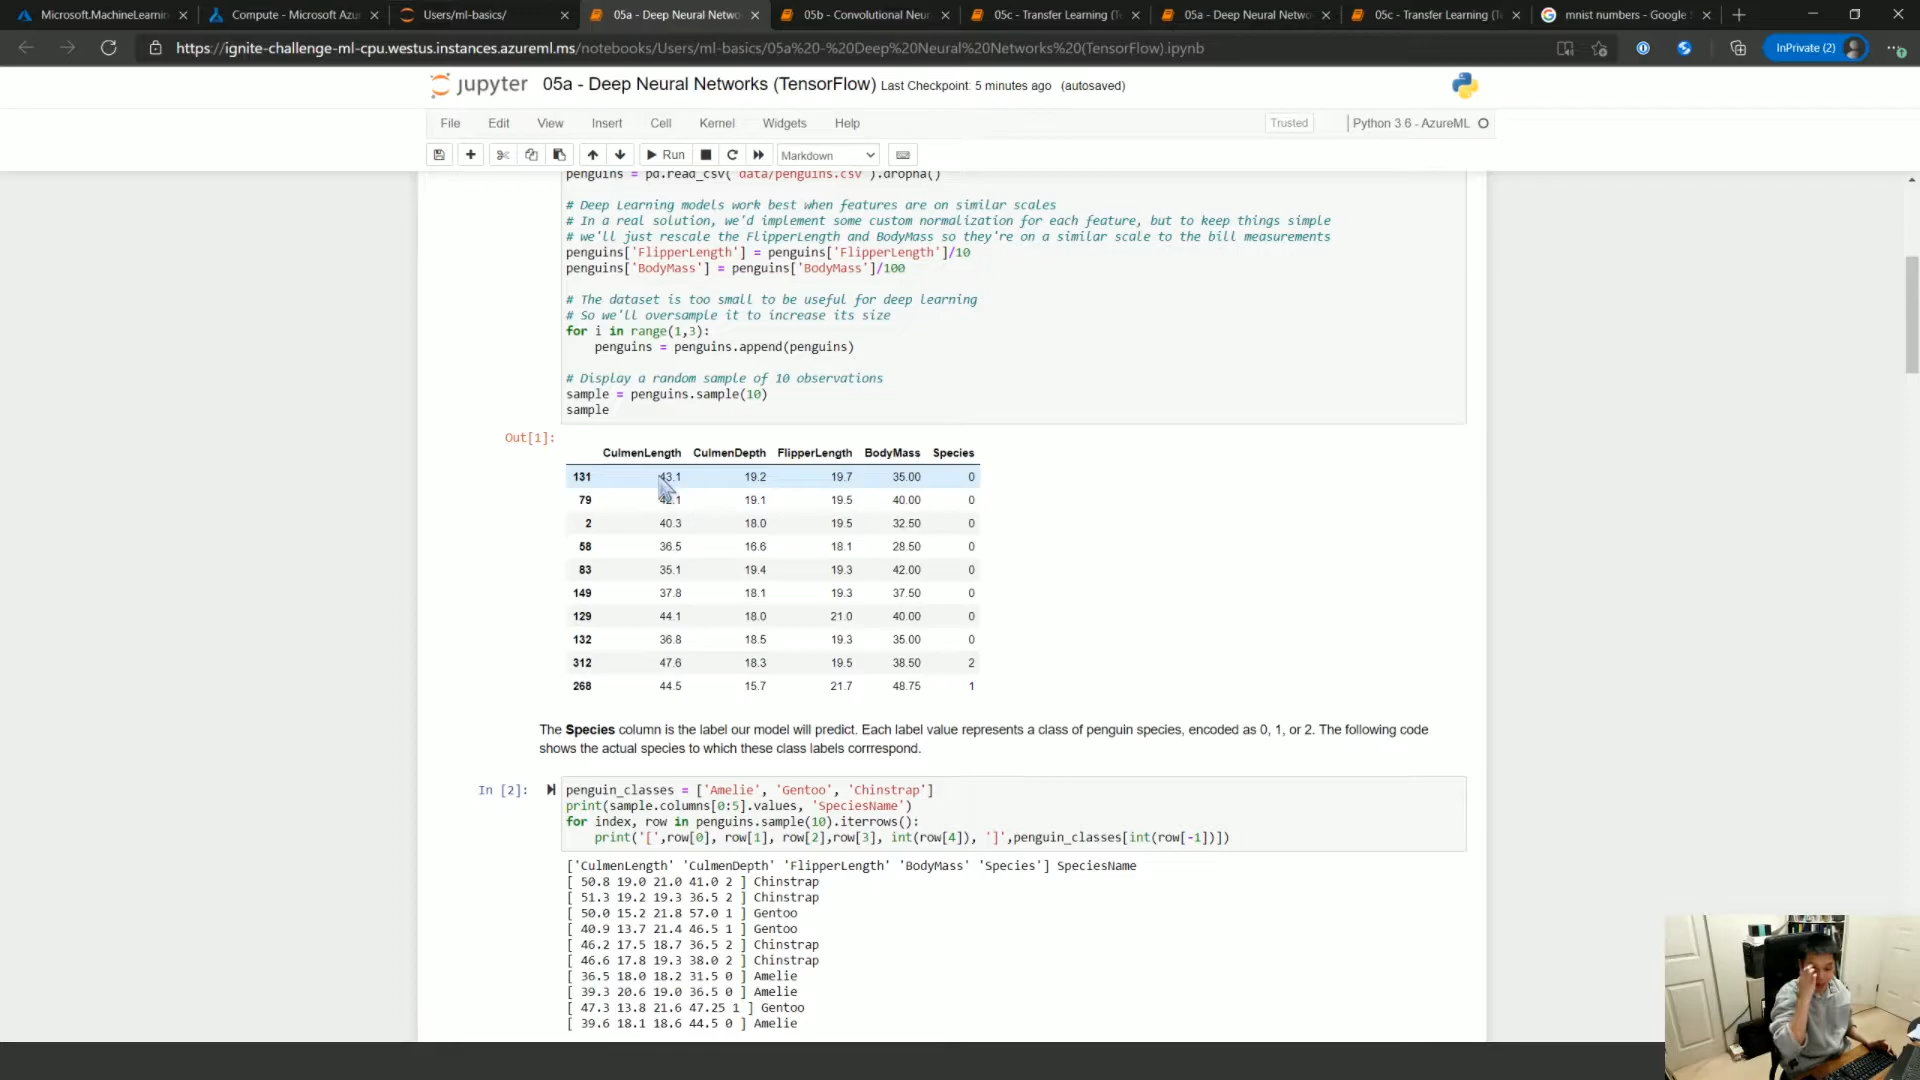 Microsoft.MachineLearnin
Compute - Microsoft Azu
Users/ml-basics/
05a - Deep Neural Netwo
05b - Convolutional Neur
05c - Transfer Learning (Te
05a - Deep Neural Netwo
05c - Transfer Learning (Te
mnist numbers - Google
https://ignite-challenge-ml-cpu.westus.instances.azureml.ms/notebooks/Users/ml-basics/05a%20-%20Deep%20Neural%20Networks%20(TensorFlow).ipynb
InPrivate (2)
jupyter 05a - Deep Neural Networks (TensorFlow) Last Checkpoint: 5 minutes ago (autosaved)
File Edit View Insert Cell Kernel Widgets Help
Trusted
Python 3.6 - AzureML
Run
Markdown
penguins = pd.read_csv('data/penguins.csv').dropna()
# Deep Learning models work best when features are on similar scales
# In a real solution, we'd implement some custom normalization for each feature, but to keep things simple
# we'll just rescale the FlipperLength and BodyMass so they're on a similar scale to the bill measurements
penguins['FlipperLength'] = penguins['FlipperLength']/10
penguins['BodyMass'] = penguins['BodyMass']/100
# The dataset is too small to be useful for deep learning
# So we'll oversample it to increase its size
for i in range(1,3):
penguins = penguins.append(penguins)
# Display a random sample of 10 observations
sample = penguins.sample(10)
sample
Out[1]:
CulmenLength CulmenDepth FlipperLength BodyMass Species
131 43.1 19.2 19.7 35.00 0
79 42.1 19.1 19.5 40.00 0
2 40.3 18.0 19.5 32.50 0
58 36.5 16.6 18.1 28.50 0
83 35.1 19.4 19.3 42.00 0
149 37.8 18.1 19.3 37.50 0
129 44.1 18.0 21.0 40.00 0
132 36.8 18.5 19.3 35.00 0
312 47.6 18.3 19.5 38.50 2
268 44.5 15.7 21.7 48.75 1
The Species column is the label our model will predict. Each label value represents a class of penguin species, encoded as 0, 1, or 2. The following code
shows the actual species to which these class labels corrrespond.
In [2]:
penguin_classes = ['Amelie', 'Gentoo', 'Chinstrap']
print(sample.columns[0:5].values, 'SpeciesName')
for index, row in penguins.sample(10).iterrows():
print('[',row[0], row[1], row[2],row[3], int(row[4]), ']',penguin_classes[int(row[-1])])
['CulmenLength' 'CulmenDepth' 'FlipperLength' 'BodyMass' 'Species'] SpeciesName
[ 50.8 19.0 21.0 41.0 2 ] Chinstrap
[ 51.3 19.2 19.3 36.5 2 ] Chinstrap
[ 50.0 15.2 21.8 57.0 1 ] Gentoo
[ 40.9 13.7 21.4 46.5 1 ] Gentoo
[ 46.2 17.5 18.7 36.5 2 ] Chinstrap
[ 46.6 17.8 19.3 38.0 2 ] Chinstrap
[ 36.5 18.0 18.2 31.5 0 ] Amelie
[ 39.3 20.6 19.0 36.5 0 ] Amelie
[ 47.3 13.8 21.6 47.25 1 ] Gentoo
[ 39.6 18.1 18.6 44.5 0 ] Amelie